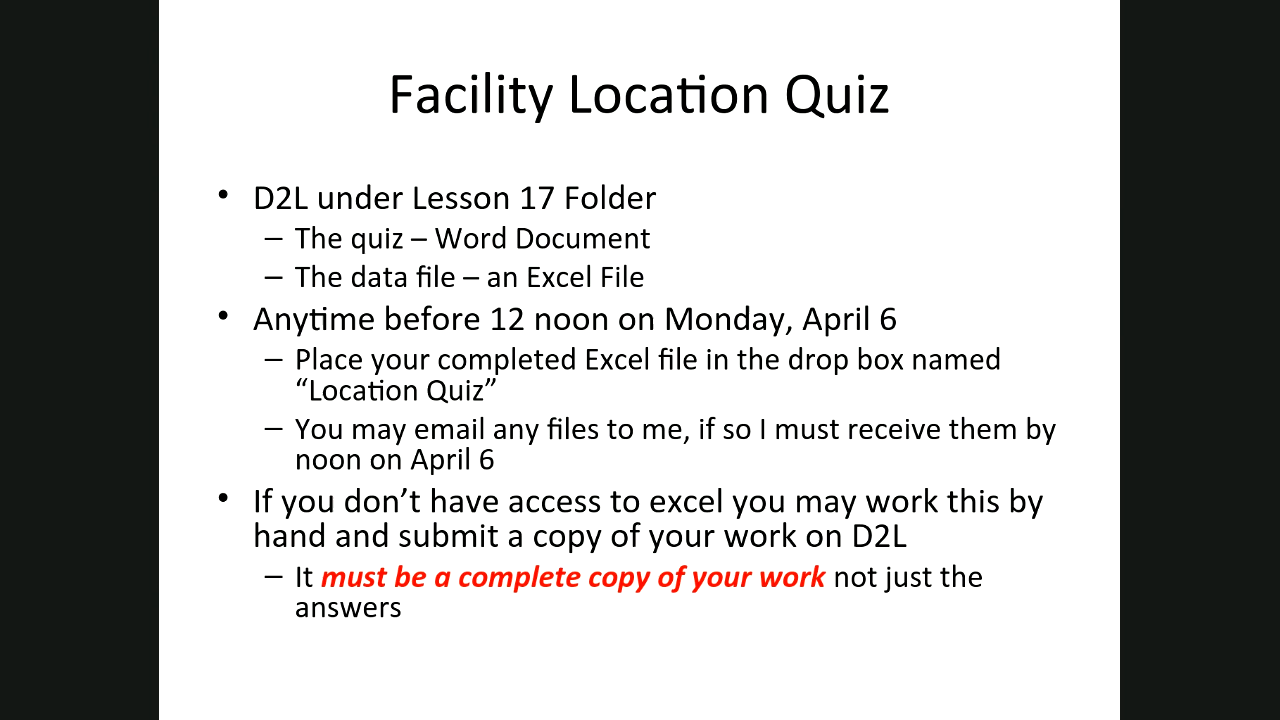 Facility Location Quiz
• D2L under Lesson 17 Folder
– The quiz – Word Document
– The data file – an Excel File
• Anytime before 12 noon on Monday, April 6
– Place your completed Excel file in the drop box named
“Location Quiz”
– You may email any files to me, if so I must receive them by
noon on April 6
• If you don’t have access to excel you may work this by
hand and submit a copy of your work on D2L
– It must be a complete copy of your work not just the
answers